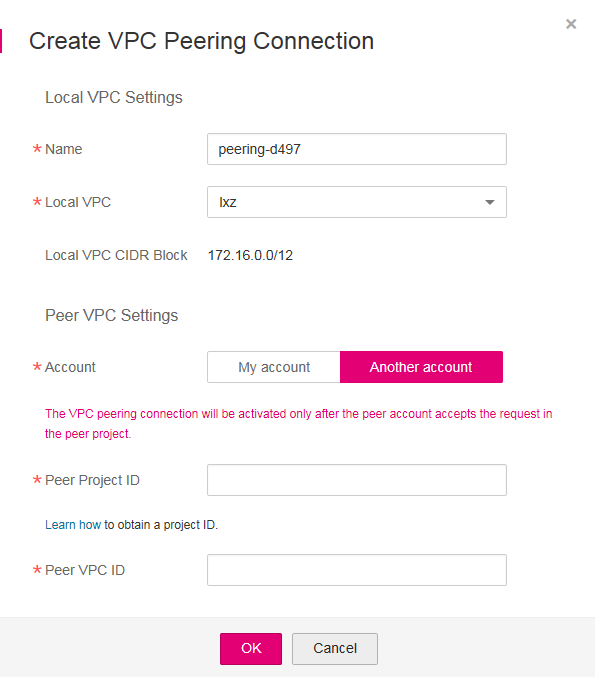 ×
Create VPC Peering Connection
Local VPC Settings
* Name peering-d497
* Local VPC lxz
Local VPC CIDR Block 172.16.0.0/12
Peer VPC Settings
* Account My account Another account
The VPC peering connection will be activated only after the peer account accepts the request in
the peer project.
* Peer Project ID
Learn how to obtain a project ID.
* Peer VPC ID
OK Cancel